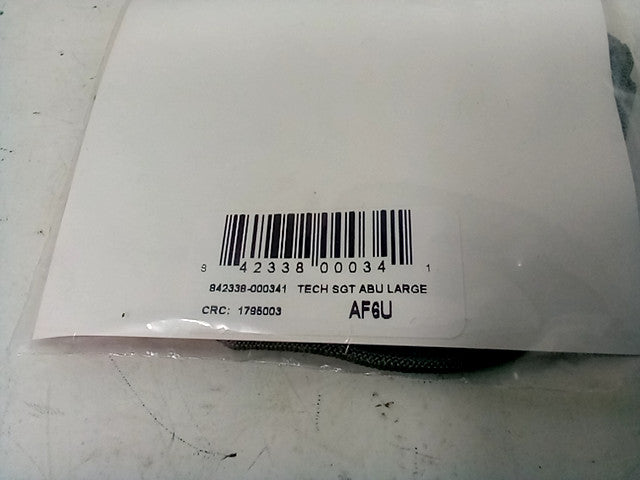 8 42338 00034 1
842338-000341 TECH SGT ABU LARGE
CRC: 1795003 AF6U